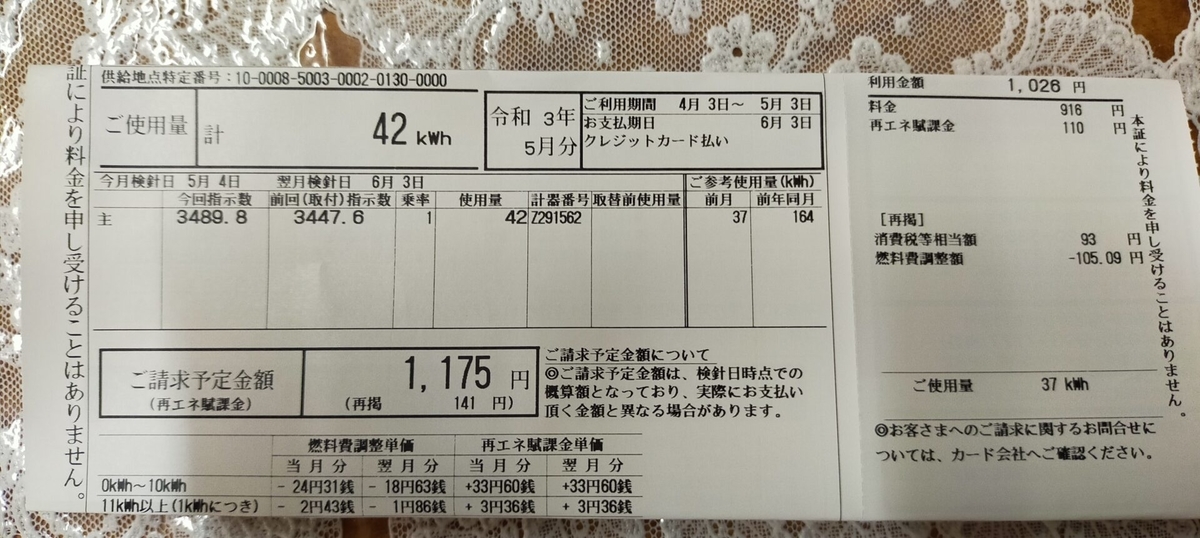 証により料金を申し受けることはありません。
供給地点特定番号：10-0008-5003-0002-0130-0000
ご使用量 計 42 kWh
令和 3年 5月分
ご利用期間 4月 3日～ 5月 3日
お支払期日 6月 3日
クレジットカード払い
今月検針日 5月 4日 翌月検針日 6月 3日 ご参考使用量(kWh)
今回指示数 前回(取付)指示数 乗率 使用量 計器番号 取替前使用量 前月 前年同月
主 3489.8 3447.6 1 42 Z291562 37 164
ご請求予定金額 1,175 円
(再エネ賦課金) (再掲 141 円)
ご請求予定金額について
◎ご請求予定金額は、検針日時点での
概算額となっており、実際にお支払い
頂く金額と異なる場合があります。
燃料費調整単価 再エネ賦課金単価
当月分 翌月分 当月分 翌月分
0kWh～10kWh - 24円31銭 - 18円63銭 +33円60銭 +33円60銭
11kWh以上(1kWhにつき) - 2円43銭 - 1円86銭 + 3円36銭 + 3円36銭
利用金額 1,026 円
料金 916 円
再エネ賦課金 110 円
[再掲]
消費税等相当額 93 円
燃料費調整額 -105.09 円
ご使用量 37 kWh
◎お客さまへのご請求に関するお問合せに
ついては、カード会社へご確認ください。
本証により料金を申し受けることはありません。